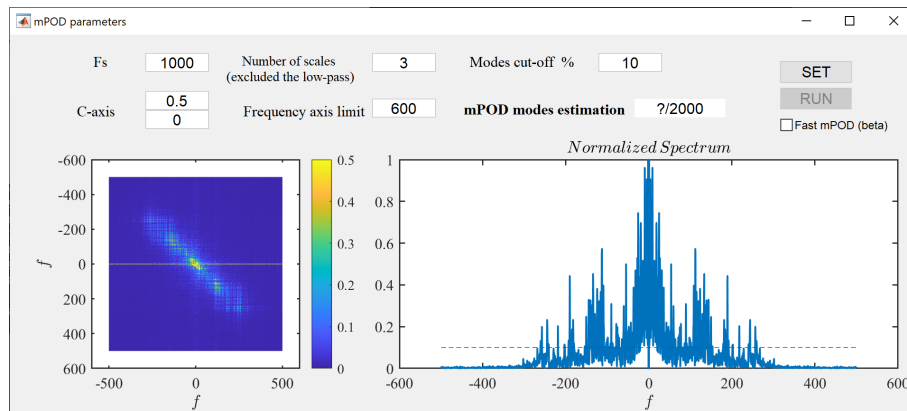 mPOD parameters
Fs 1000 Number of scales (excluded the low-pass) 3 Modes cut-off % 10
SET
C-axis 0.5 0 Frequency axis limit 600 mPOD modes estimation ?/2000
RUN
Fast mPOD (beta)
-600
-400
-200
0
200
400
600
f
-500 0 500
f
0.5
0.4
0.3
0.2
0.1
0
Normalized Spectrum
1
0.8
0.6
0.4
0.2
0
-600 -400 -200 0 200 400 600
f